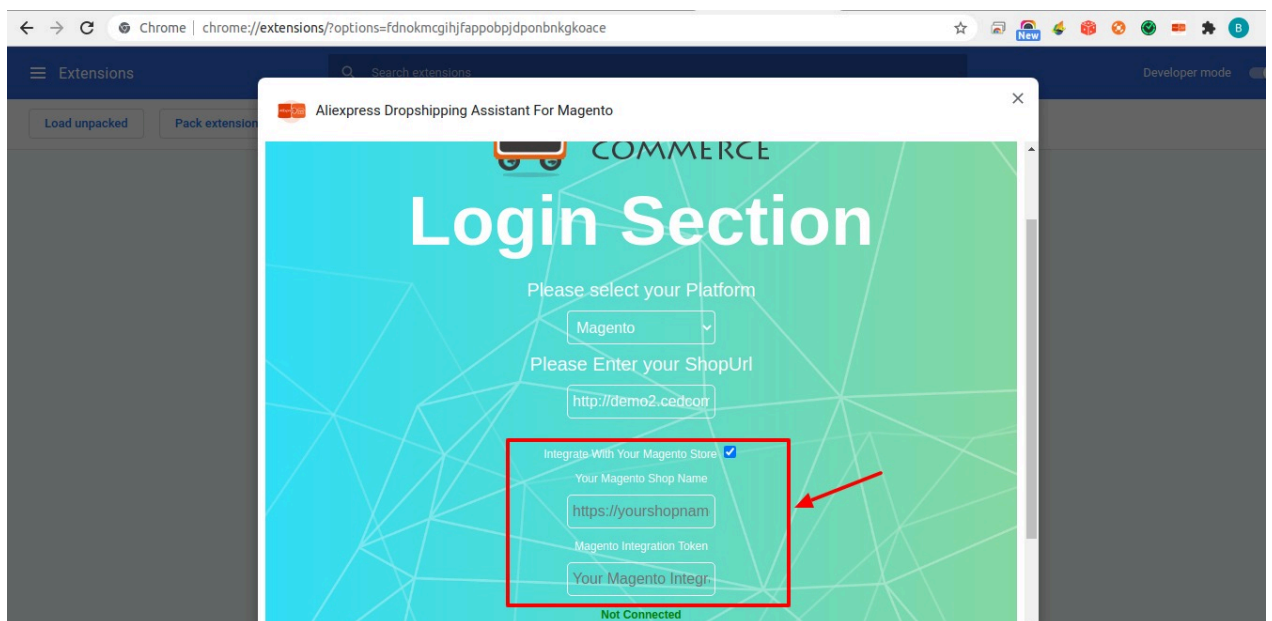 Chrome | chrome://extensions/?options=fdnokmcgihjfappobpjdponbnkgkoace
New
B
Extensions
Search extensions
Developer mode
Load unpacked
Pack extension
Aliexpress Dropshipping Assistant For Magento
COMMERCE
Login Section
Please select your Platform
Magento
Please Enter your ShopUrl
http://demo2.cedcom
Integrate With Your Magento Store
Your Magento Shop Name
https://yourshopnam
Magento Integration Token
Your Magento Integr
Not Connected